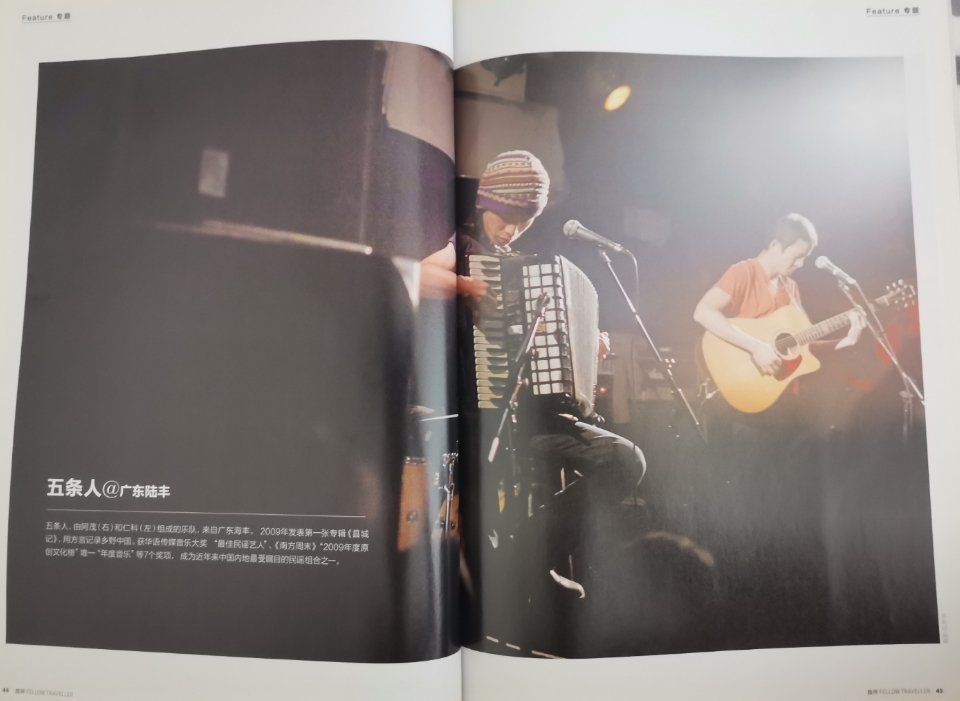 Feature 专题
Feature 专题
五条人@广东陆丰
五条人，由阿茂（右）和仁科（左）组成的乐队，来自广东海丰， 2009年发表第一张专辑《县城
记》，用方言记录乡野中国。获华语传媒音乐大奖 “最佳民谣艺人”、《南方周末》“2009年度原
创文化榜” 唯一 “年度音乐” 等7个奖项， 成为近年来中国内地最受瞩目的民谣组合之一。
44 旅伴 FELLOW TRAVELLER
旅伴 FELLOW TRAVELLER 45